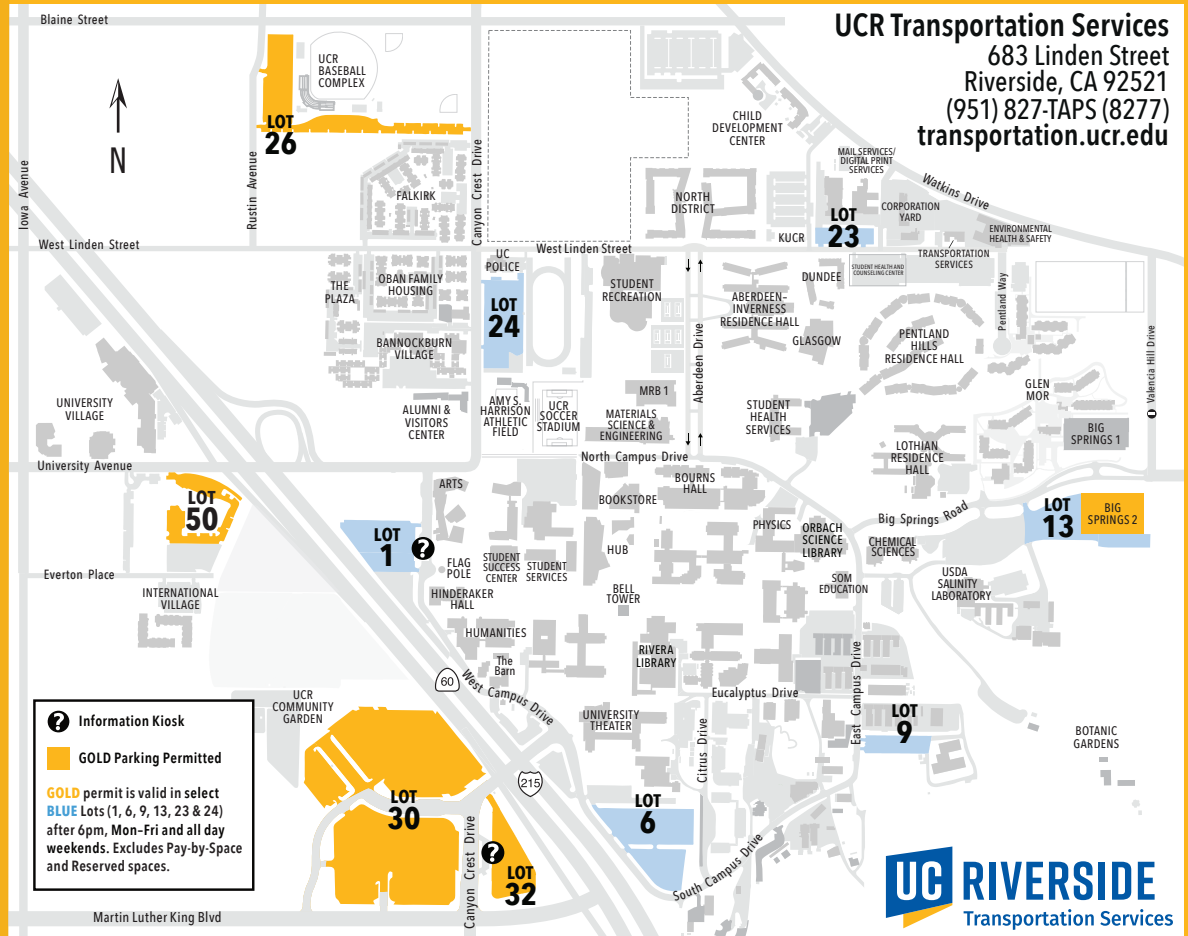 Blaine Street
UCR Transportation Services
683 Linden Street
Riverside, CA 92521
(951) 827-TAPS (8277)
transportation.ucr.edu
UCR
BASEBALL
COMPLEX
LOT
26
N
CHILD
DEVELOPMENT
CENTER
MAIL SERVICES/
DIGITAL PRINT
SERVICES
Watkins Drive
Iowa Avenue
Rustin Avenue
Canyon Crest Drive
FALKIRK
NORTH
DISTRICT
LOT
23
CORPORATION
YARD
KUCR
ENVIRONMENTAL
HEALTH & SAFETY
West Linden Street
West Linden Street
UC
POLICE
TRANSPORTATION
SERVICES
STUDENT HEALTH AND
COUNSELING CENTER
THE
PLAZA
OBAN FAMILY
HOUSING
LOT
24
STUDENT
RECREATION
DUNDEE
ABERDEEN–
INVERNESS
RESIDENCE HALL
Pentland Way
BANNOCKBURN
VILLAGE
Aberdeen Drive
GLASGOW
PENTLAND
HILLS
RESIDENCE HALL
Valencia Hill Drive
UNIVERSITY
VILLAGE
ALUMNI &
VISITORS
CENTER
AMY S.
HARRISON
ATHLETIC
FIELD
UCR
SOCCER
STADIUM
MRB 1
MATERIALS
SCIENCE &
ENGINEERING
STUDENT
HEALTH
SERVICES
GLEN
MOR
BIG
SPRINGS 1
LOTHIAN
RESIDENCE
HALL
University Avenue
North Campus Drive
ARTS
BOURNS
HALL
BOOKSTORE
LOT
50
LOT
1
?
PHYSICS
ORBACH
SCIENCE
LIBRARY
Big Springs Road
LOT
13
BIG
SPRINGS 2
CHEMICAL
SCIENCES
HUB
FLAG
POLE
STUDENT
SUCCESS
CENTER
STUDENT
SERVICES
Everton Place
INTERNATIONAL
VILLAGE
HINDERAKER
HALL
BELL
TOWER
SOM
EDUCATION
USDA
SALINITY
LABORATORY
HUMANITIES
The
Barn
RIVERA
LIBRARY
60
West Campus Drive
Eucalyptus Drive
East Campus Drive
UCR
COMMUNITY
GARDEN
UNIVERSITY
THEATER
Citrus Drive
LOT
9
BOTANIC
GARDENS
? Information Kiosk
GOLD Parking Permitted
GOLD permit is valid in select
BLUE Lots (1, 6, 9, 13, 23 & 24)
after 6pm, Mon–Fri and all day
weekends. Excludes Pay-by-Space
and Reserved spaces.
215
LOT
30
LOT
6
Canyon Crest Drive
?
LOT
32
South Campus Drive
Martin Luther King Blvd
UC RIVERSIDE
Transportation Services